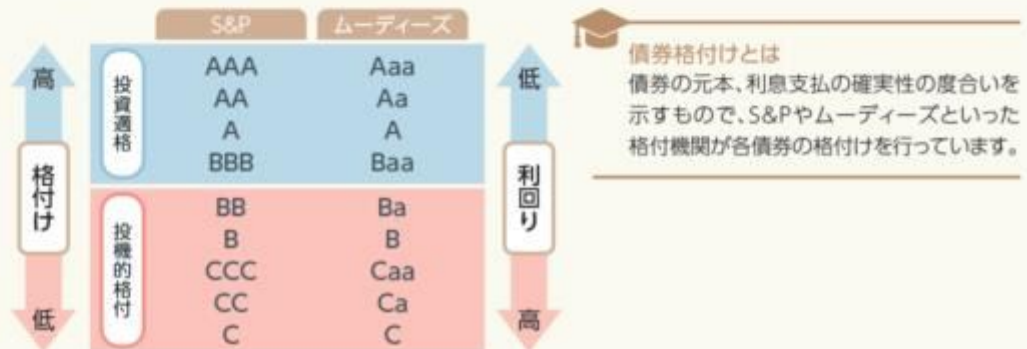 S&P ムーディーズ
高
格付け
低
投資適格
AAA Aaa
AA Aa
A A
BBB Baa
投機的格付
BB Ba
B B
CCC Caa
CC Ca
C C
低
利回り
高
債券格付けとは
債券の元本、利息支払の確実性の度合いを
示すもので、S&Pやムーディーズといった
格付機関が各債券の格付けを行っています。